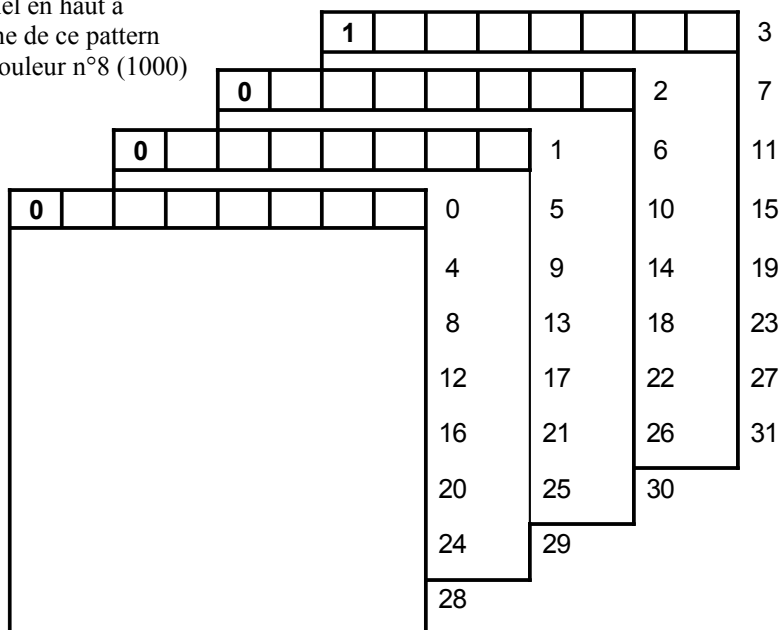 en haut à
ne de ce pattern
ouleur n°8 (1000)
1 3
0 2 7
0 1 6 11
0 0 5 10 15
4 9 14 19
8 13 18 23
12 17 22 27
16 21 26 31
20 25 30
24 29
28